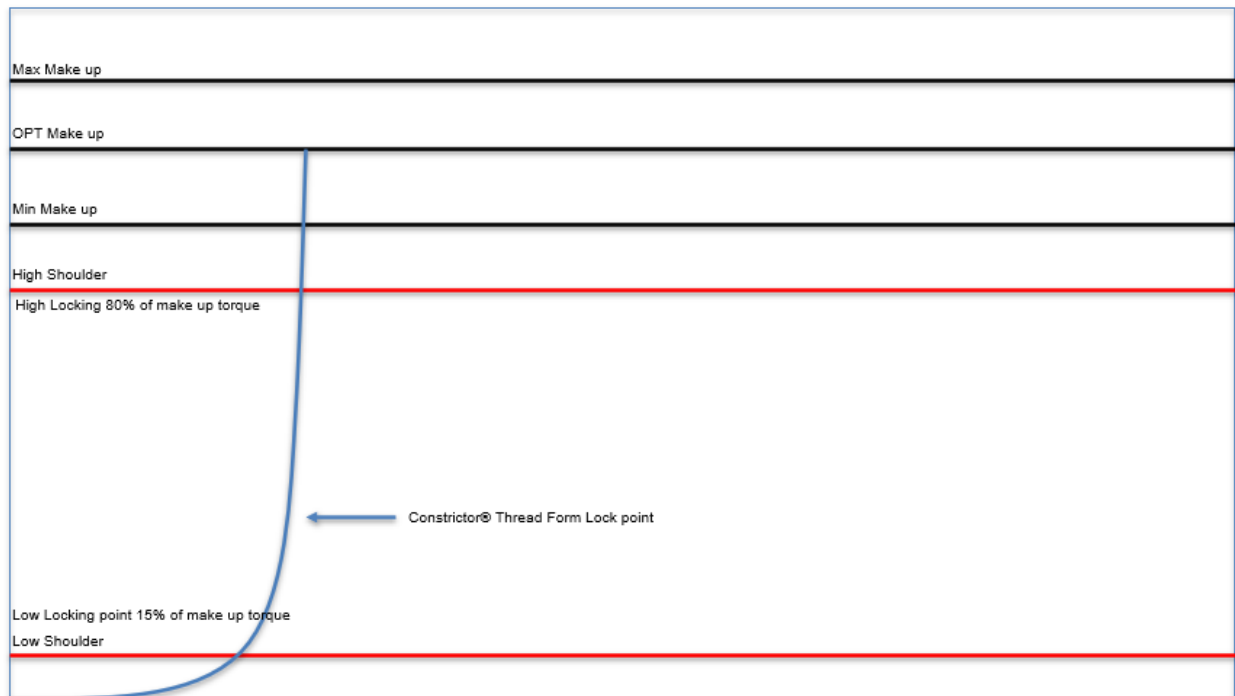 Max Make up
OPT Make up
Min Make up
High Shoulder
High Locking 80% of make up torque
Constrictor® Thread Form Lock point
Low Locking point 15% of make up torque
Low Shoulder